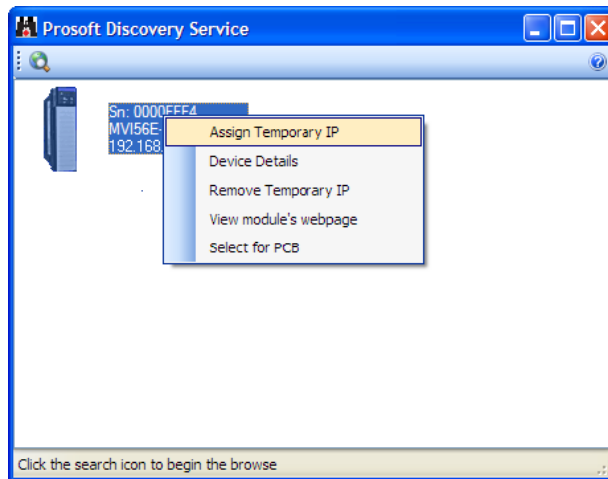 Prosoft Discovery Service
Sn: 0000FFF4
MVI56E-
192.168.
Assign Temporary IP
Device Details
Remove Temporary IP
View module's webpage
Select for PCB
Click the search icon to begin the browse